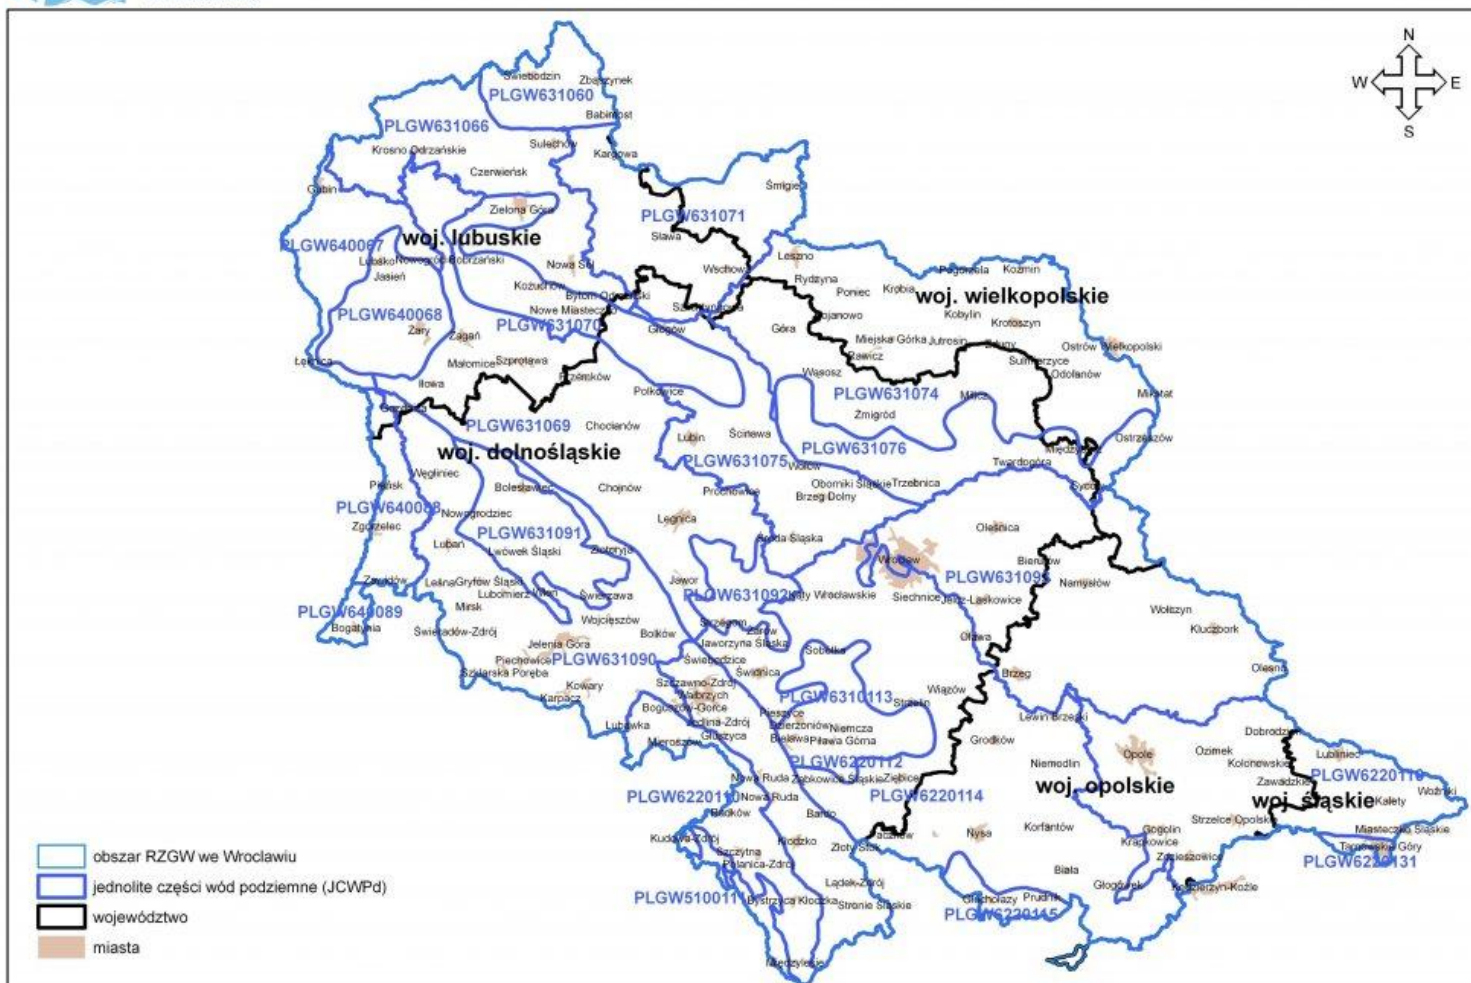 N
W E
S
Świebodzin
Zbąszynek
PLGW631060
Babimost
PLGW631066
Sulechów
Kargowa
Krosno Odrzańskie
Czerwieńsk
Śmigiel
Gubin
Zielona Góra
PLGW631071
Sława
PLGW640067
woj. lubuskie
Lubsko
Nowogród Bobrzański
Jasień
Nowa Sól
Wschowa
Leszno
Rydzyna
Pogorzela
Koźmin
Krobia
Poniec
woj. wielkopolskie
Kożuchów
Bytom Odrzański
Nowe Miasteczko
PLGW640068
PLGW631070
Głogów
Góra
Kobylin
Krotoszyn
Żary
Żagań
Miejska Górka
Jutrosin
Rawicz
Ostrów Wielkopolski
Sulmierzyce
Odolanów
Łęknica
Małomice
Szprotawa
Iłowa
Przemków
Polkowice
Wąsosz
PLGW631074
Milicz
Mikstat
Żmigród
PLGW631069
Chocianów
Lubin
Ścinawa
Ostrzeszów
woj. dolnośląskie
PLGW631075
PLGW631076
Wołów
Twardogóra
Węgliniec
Pieńsk
Bolesławiec
Chojnów
Prochowice
Oborniki Śląskie
Trzebnica
Brzeg Dolny
Syców
PLGW640088
Nowogrodziec
Zgorzelec
PLGW631091
Legnica
Oleśnica
Lubań
Lwówek Śląski
Złotoryja
Środa Śląska
Wrocław
Bierutów
Zawidów
Leśna
Gryfów Śląski
Lubomierz
Wleń
Świerzawa
Jawor
PLGW631092
Kąty Wrocławskie
Siechnice
Jelcz-Laskowice
Namysłów
PLGW640089
Bogatynia
Mirsk
Świeradów-Zdrój
Wojcieszów
Bolków
Strzegom
Żarów
Jaworzyna Śląska
Oława
Wołczyn
Kluczbork
Jelenia Góra
Piechowice
PLGW631090
Szklarska Poręba
Świebodzice
Świdnica
Sobótka
Olesno
Kowary
Karpacz
Szczawno-Zdrój
Wałbrzych
Boguszów-Gorce
PLGW6310113
Strzelin
Wiązów
Brzeg
Lubawka
Jedlina-Zdrój
Głuszyca
Mieroszów
Pieszyce
Dzierżoniów
Bielawa
Niemcza
Piława Górna
Lewin Brzeski
Grodków
Opole
Ozimek
Dobrodzień
Kolonowskie
Lubliniec
PLGW6220112
Nowa Ruda
Ząbkowice Śląskie
Ziębice
Niemodlin
Zawadzkie
woj. opolskie
woj. śląskie
Kalety
Woźniki
Nowa Ruda
Radków
PLGW6220114
Bardo
Kudowa-Zdrój
Kłodzko
Złoty Stok
Nysa
Korfantów
Gogolin
Krapkowice
Strzelce Opolskie
Miasteczko Śląskie
Tarnowskie Góry
PLGW6220131
Szczytna
Polanica-Zdrój
Zdzieszowice
Biała
Głogówek
Kędzierzyn-Koźle
Lądek-Zdrój
PLGW5100111
Bystrzyca Kłodzka
Stronie Śląskie
Głuchołazy
Prudnik
PLGW6220115
Międzylesie
obszar RZGW we Wrocławiu
jednolite części wód podziemne (JCWPd)
województwo
miasta